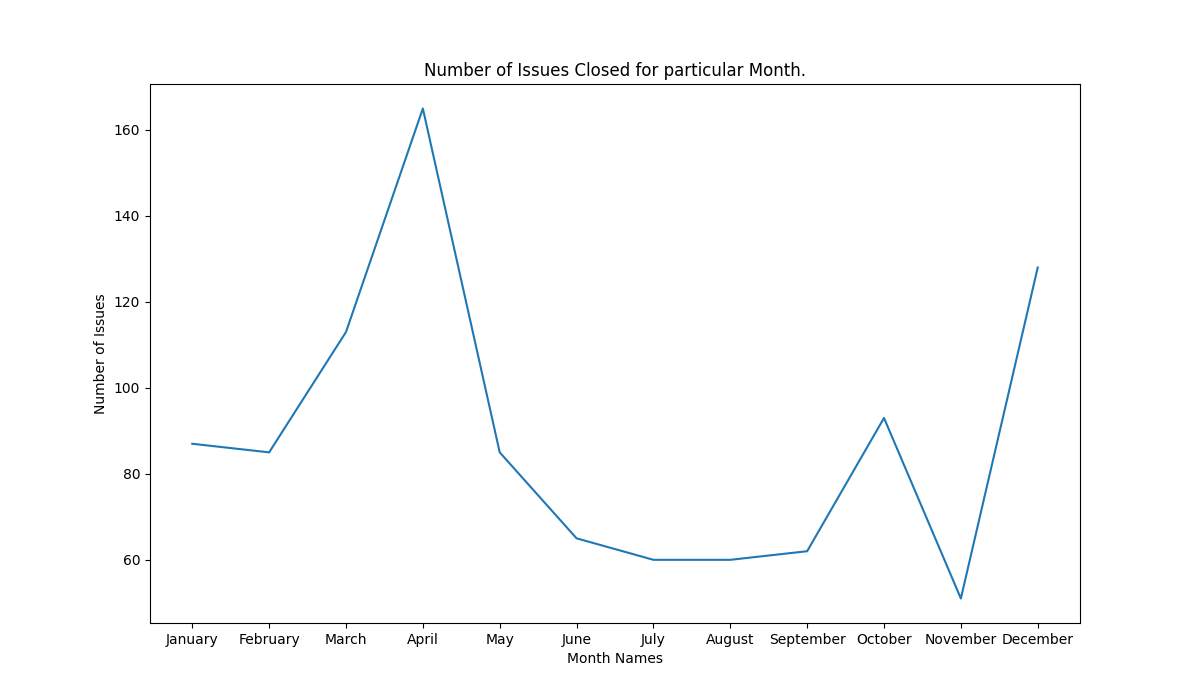 Number of Issues Closed for particular Month.
Number of Issues
160
140
120
100
80
60
January February March April May June July August September October November December
Month Names